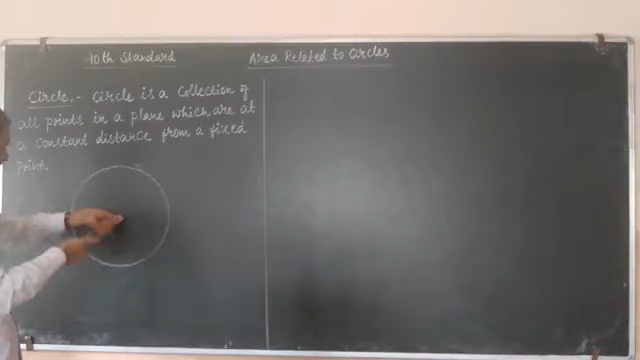 10th Standard
Area Related to Circles
Circle.- Circle is a Collection of
all points in a plane which are at
a constant distance from a fixed
point.